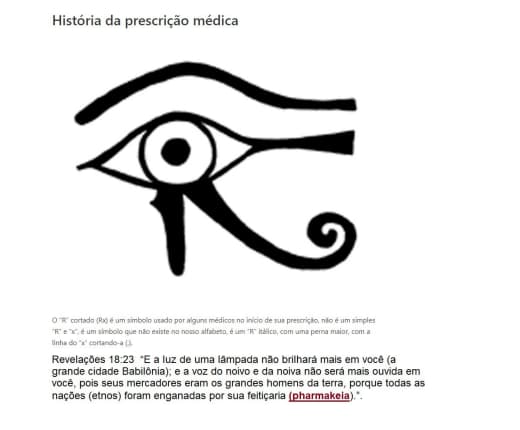 História da prescrição médica
O "R" cortado (Rx) é um símbolo usado por alguns médicos no início de sua prescrição, não é um simples
"R" e "x", é um símbolo que não existe no nosso alfabeto, é um "R" itálico, com uma perna maior, com a
linha do "x" cortando-a (,).
Revelações 18:23 "E a luz de uma lâmpada não brilhará mais em você (a
grande cidade Babilônia); e a voz do noivo e da noiva não será mais ouvida em
você, pois seus mercadores eram os grandes homens da terra, porque todas as
nações (etnos) foram enganadas por sua feitiçaria (pharmakeia).".